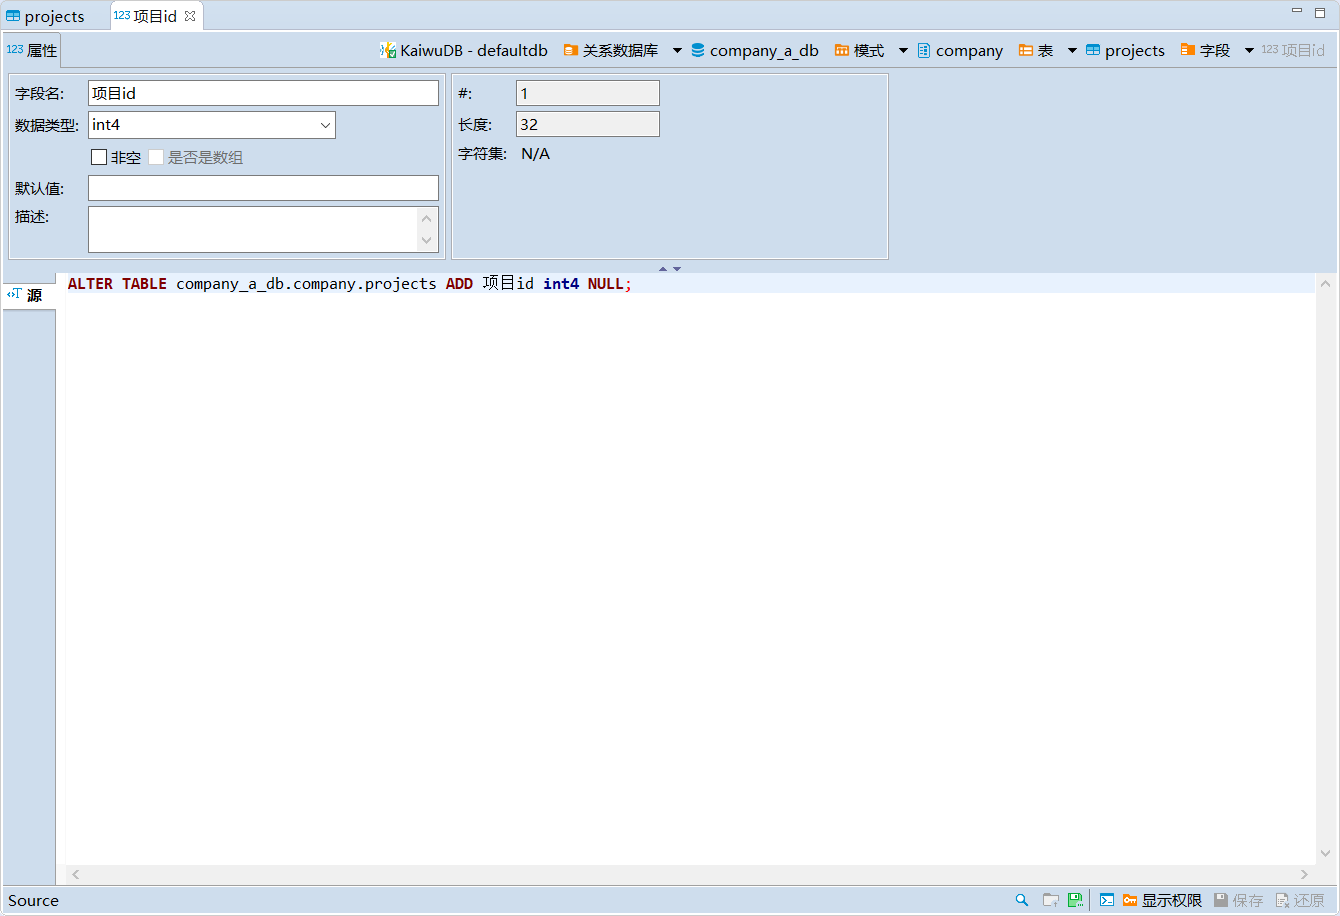 projects
123 项目id
123 属性
KaiwuDB - defaultdb 关系数据库 company_a_db 模式 company 表 projects 字段 123 项目id
字段名: 项目id
#: 1
数据类型: int4
长度: 32
非空 是否是数组
字符集: N/A
默认值:
描述:
源
ALTER TABLE company_a_db.company.projects ADD 项目id int4 NULL;
Source
显示权限 保存 还原